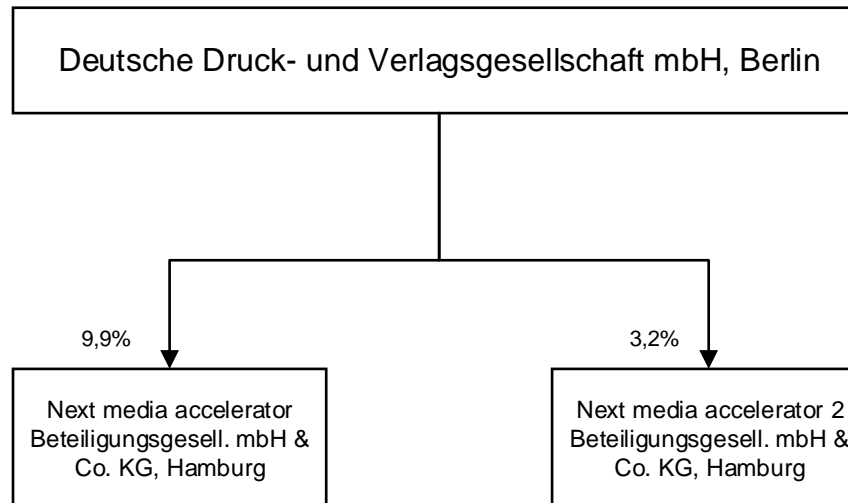 Deutsche Druck- und Verlagsgesellschaft mbH, Berlin
9,9%
3,2%
Next media accelerator
Beteiligungsgesell. mbH &
Co. KG, Hamburg
Next media accelerator 2
Beteiligungsgesell. mbH &
Co. KG, Hamburg